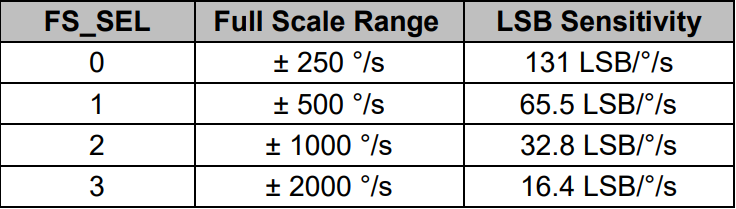 FS_SEL Full Scale Range LSB Sensitivity
0 ± 250 °/s 131 LSB/°/s
1 ± 500 °/s 65.5 LSB/°/s
2 ± 1000 °/s 32.8 LSB/°/s
3 ± 2000 °/s 16.4 LSB/°/s